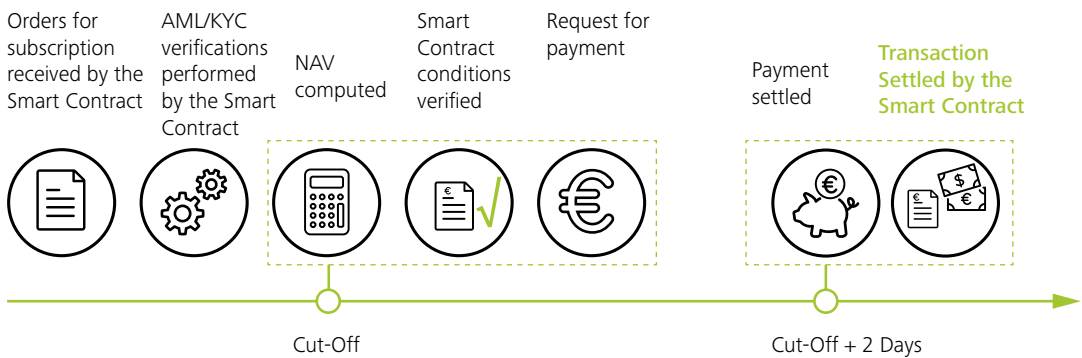 Orders for
subscription
received by the
Smart Contract
AML/KYC
verifications
performed
by the Smart
Contract
NAV
computed
Smart
Contract
conditions
verified
Request for
payment
Payment
settled
Transaction
Settled by the
Smart Contract
€
€
€
€
$
€
Cut-Off
Cut-Off + 2 Days